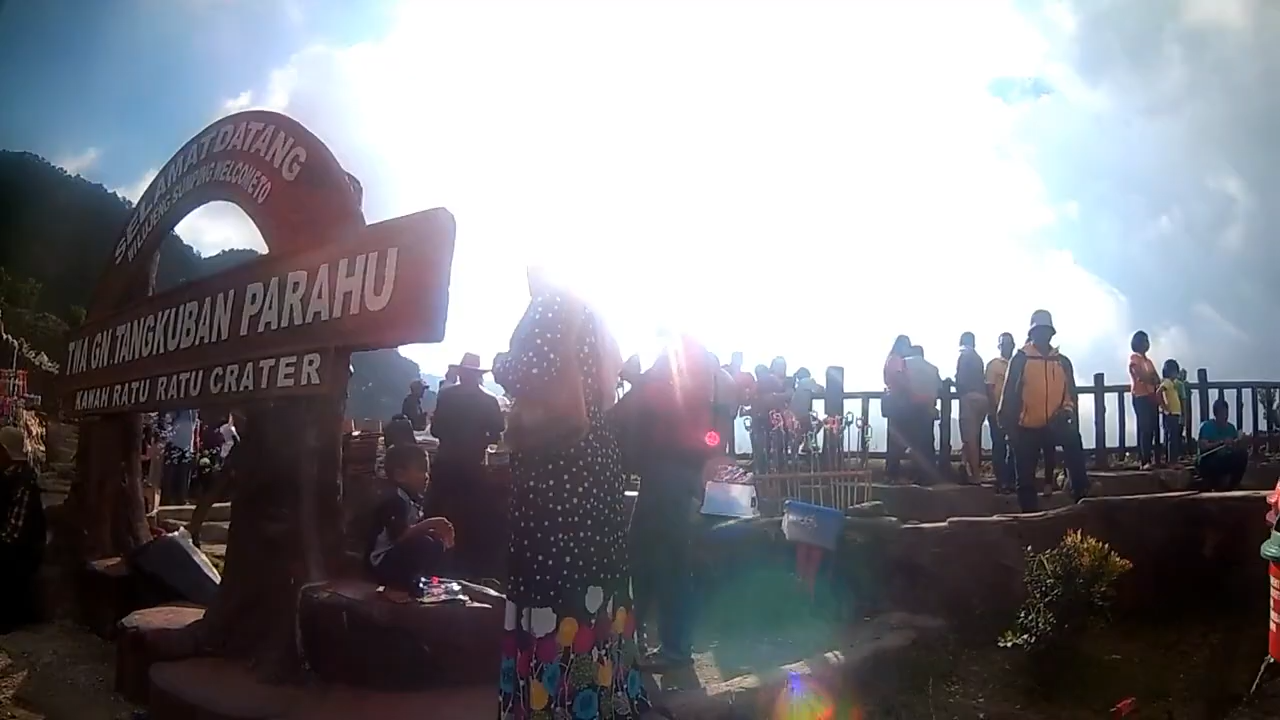 SELAMAT DATANG
WILUJENG SUMPING WELCOME TO
TWA GN.TANGKUBAN PARAHU
KAWAH RATU RATU CRATER